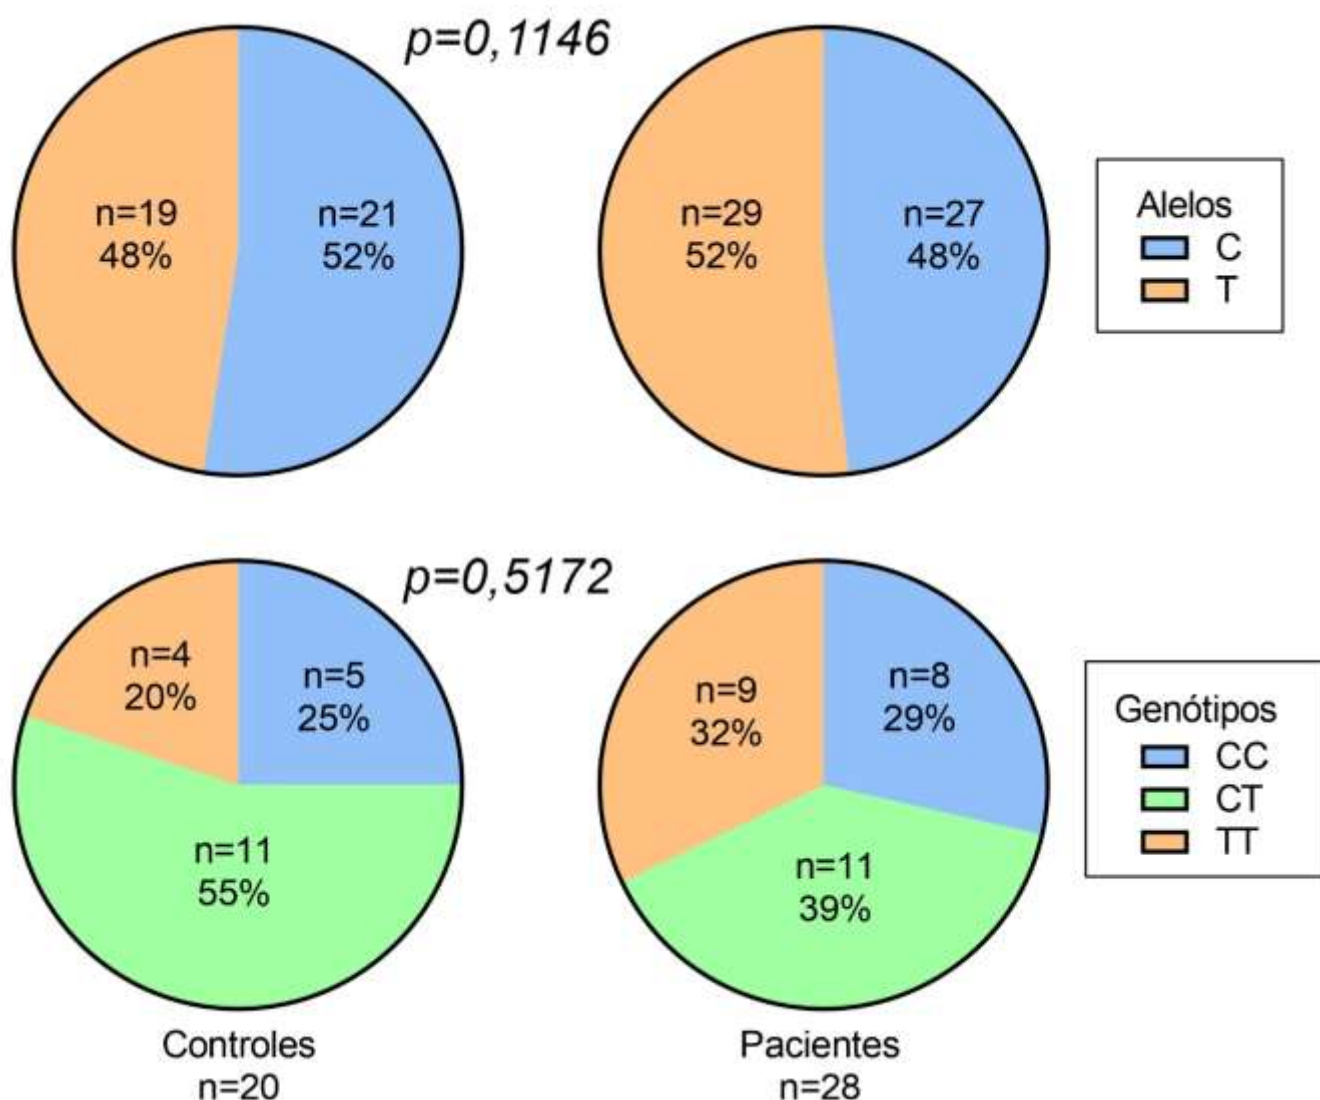 p=0,1146
n=19
48%
n=21
52%
n=29
52%
n=27
48%
Alelos
C
T
p=0,5172
n=4
20%
n=5
25%
n=11
55%
n=9
32%
n=8
29%
n=11
39%
Genótipos
CC
CT
TT
Controles
n=20
Pacientes
n=28